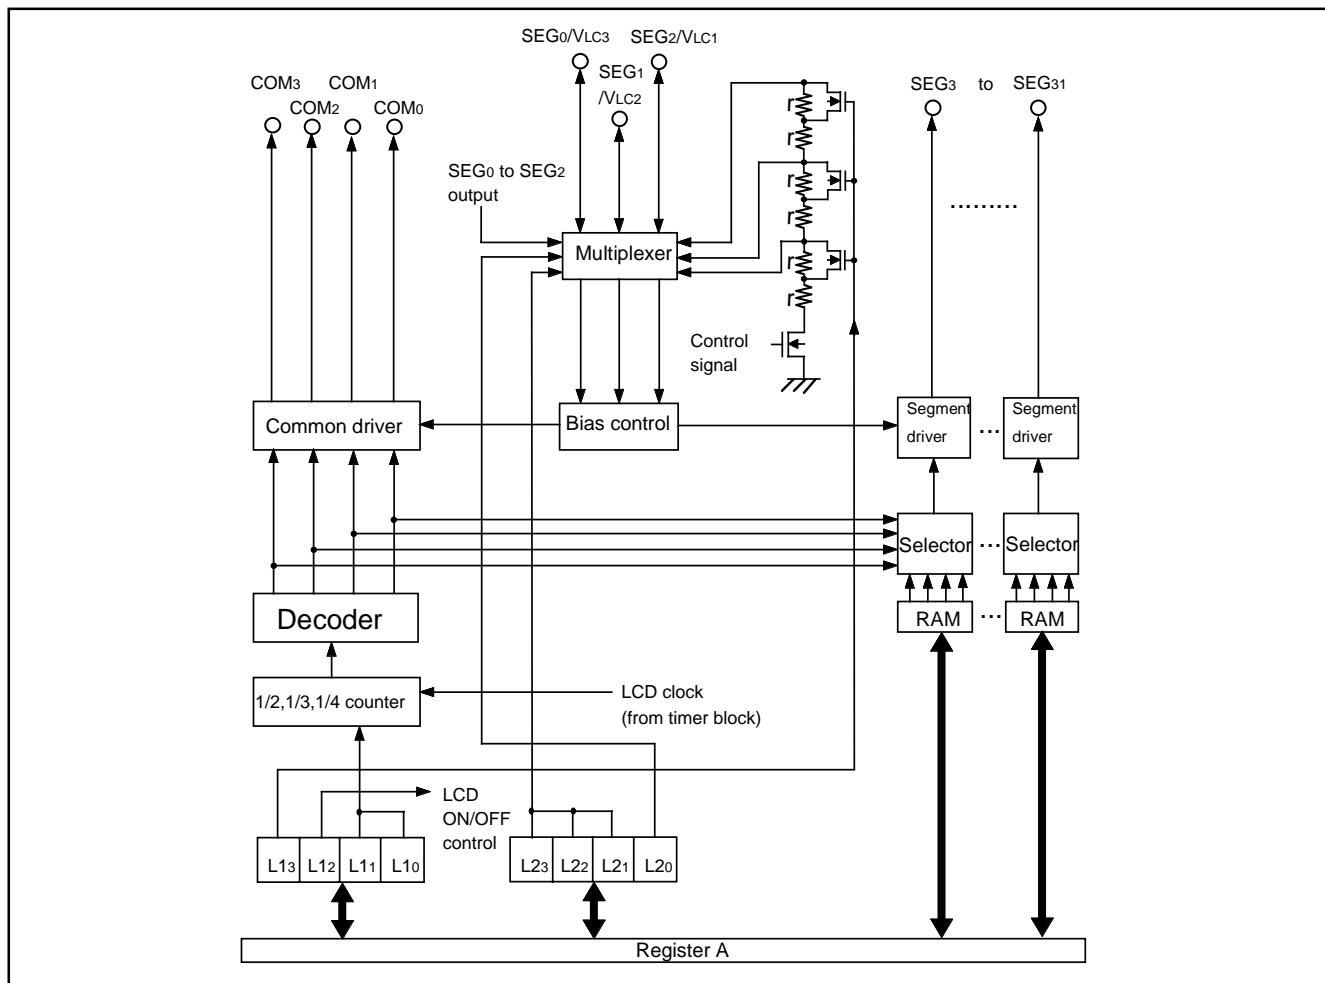 SEG0/VLC3
SEG2/VLC1
SEG1
/VLC2
COM3
COM1
COM2
COM0
SEG3 to SEG31
r
r
r
r
r
r
SEG0 to SEG2
output
.........
Multiplexer
Control
signal
Common driver
Bias control
Segment
driver
...
Segment
driver
Selector
...
Selector
Decoder
RAM
...
RAM
1/2,1/3,1/4 counter
LCD clock
(from timer block)
LCD
ON/OFF
control
L13
L12
L11
L10
L23
L22
L21
L20
Register A